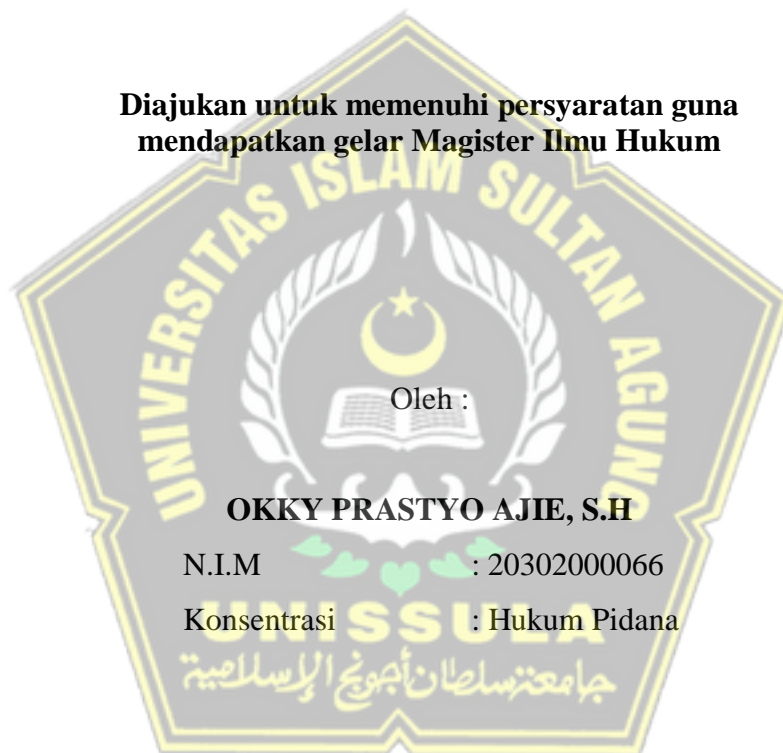 Diajukan untuk memenuhi persyaratan guna
mendapatkan gelar Magister Ilmu Hukum
UNIVERSITAS ISLAM SULTAN AGUNG
Oleh :
OKKY PRASTYO AJIE, S.H
N.I.M : 20302000066
Konsentrasi : Hukum Pidana
UNISSULA
جامعة سلطان أجونج الإسلامية